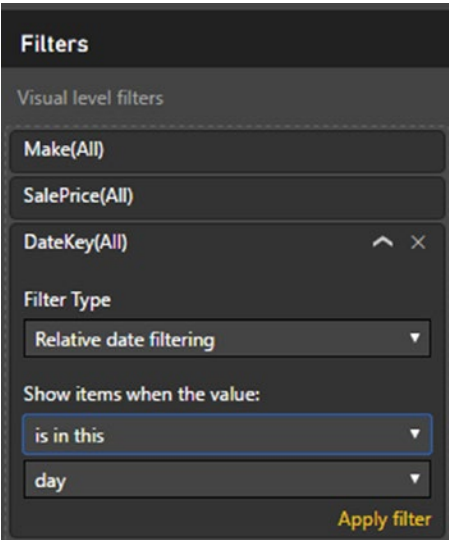 Filters
Visual level filters
Make(All)
SalePrice(All)
DateKey(All)
Filter Type
Relative date filtering
Show items when the value:
is in this
day
Apply filter